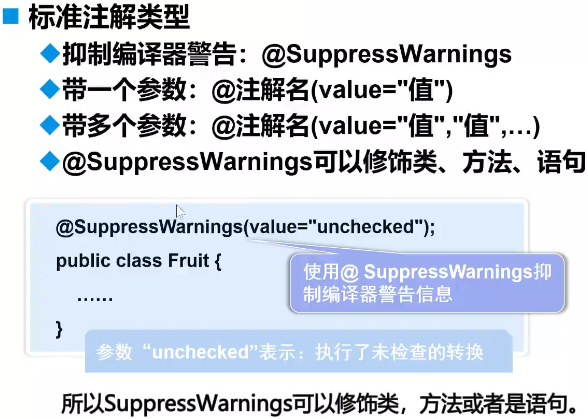 标准注解类型
抑制编译器警告：@SuppressWarnings
带一个参数：@注解名(value="值")
带多个参数：@注解名(value="值","值",…)
@SuppressWarnings可以修饰类、方法、语句
@SuppressWarnings(value="unchecked");
public class Fruit {
使用@ SuppressWarnings抑
制编译器警告信息
……
}
参数“unchecked”表示：执行了未检查的转换
所以SuppressWarnings可以修饰类，方法或者是语句。